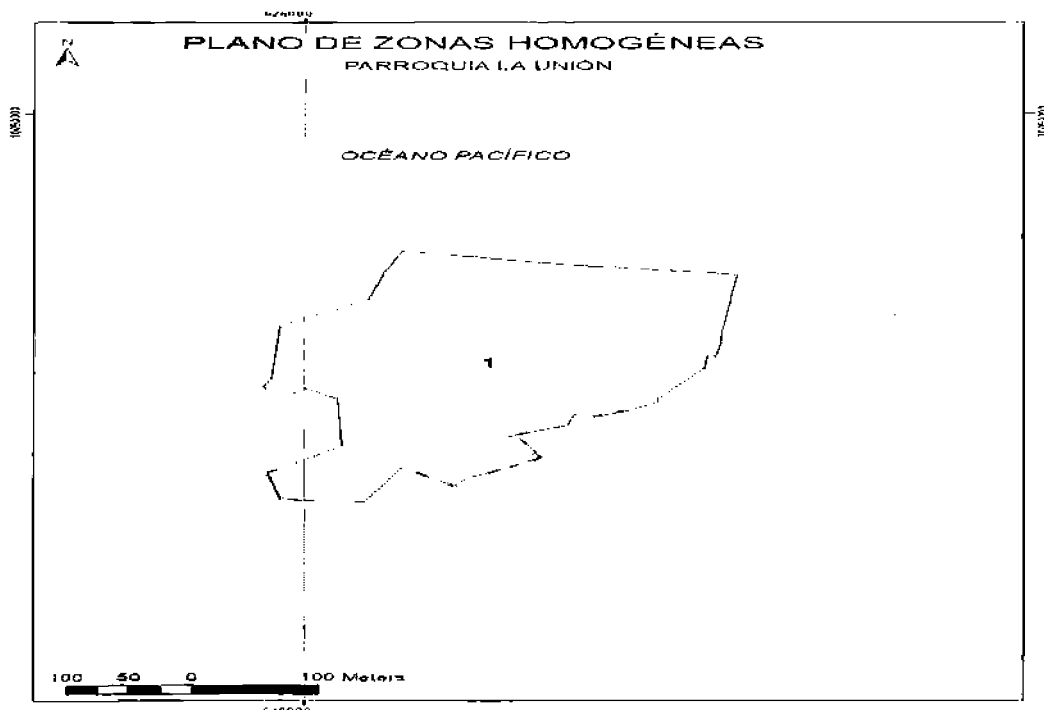 N
PLANO DE ZONAS HOMOGÉNEAS
PARROQUIA LA UNIÓN
OCÉANO PACÍFICO
1
100 50 0 100 Meters